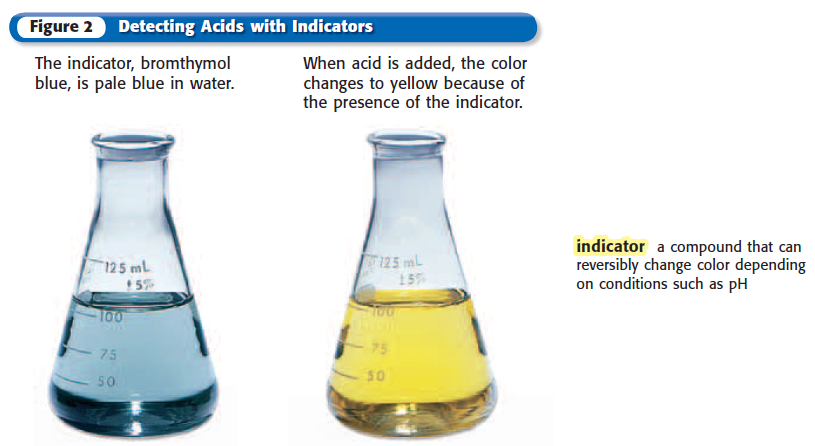 Figure 2 Detecting Acids with Indicators
The indicator, bromthymol
blue, is pale blue in water.
When acid is added, the color
changes to yellow because of
the presence of the indicator.
125 mL
±5%
100
75
50
125 mL
±5%
100
75
50
indicator a compound that can
reversibly change color depending
on conditions such as pH